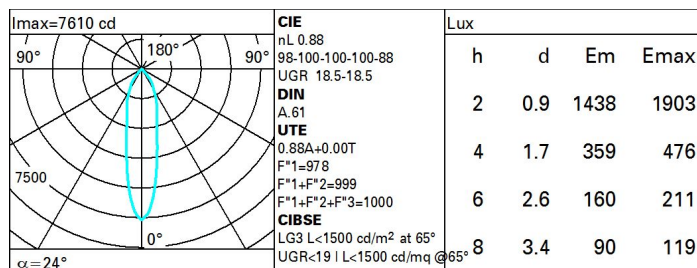 Imax=7610 cd
90° 180° 90°
7500
0°
α=24°
CIE
nL 0.88
98-100-100-100-88
UGR 18.5-18.5
DIN
A.61
UTE
0.88A+0.00T
F"1=978
F"1+F"2=999
F"1+F"2+F"3=1000
CIBSE
LG3 L<1500 cd/m² at 65°
UGR<19 | L<1500 cd/mq @65°
Lux
h d Em Emax
2 0.9 1438 1903
4 1.7 359 476
6 2.6 160 211
8 3.4 90 119